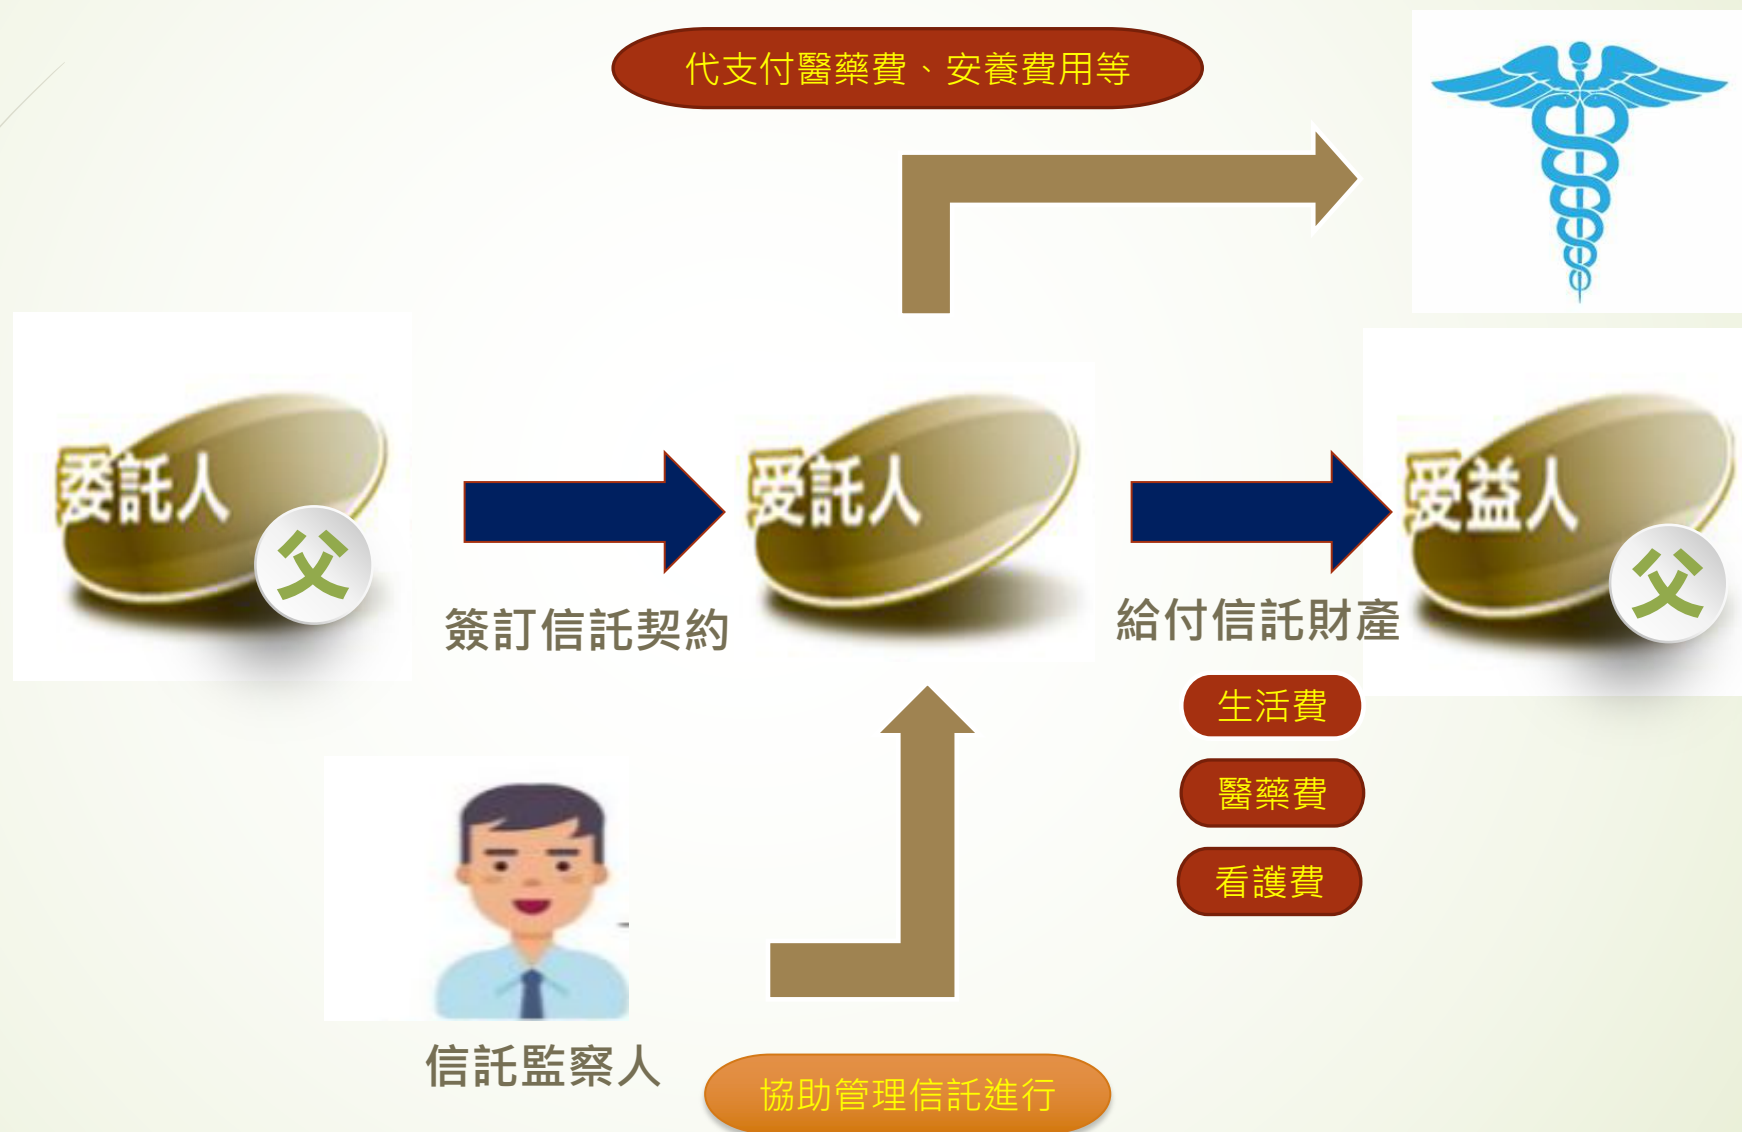 代支付醫藥費、安養費用等
委託人
父
簽訂信託契約
受託人
給付信託財產
受益人
父
生活費
醫藥費
看護費
信託監察人
協助管理信託進行